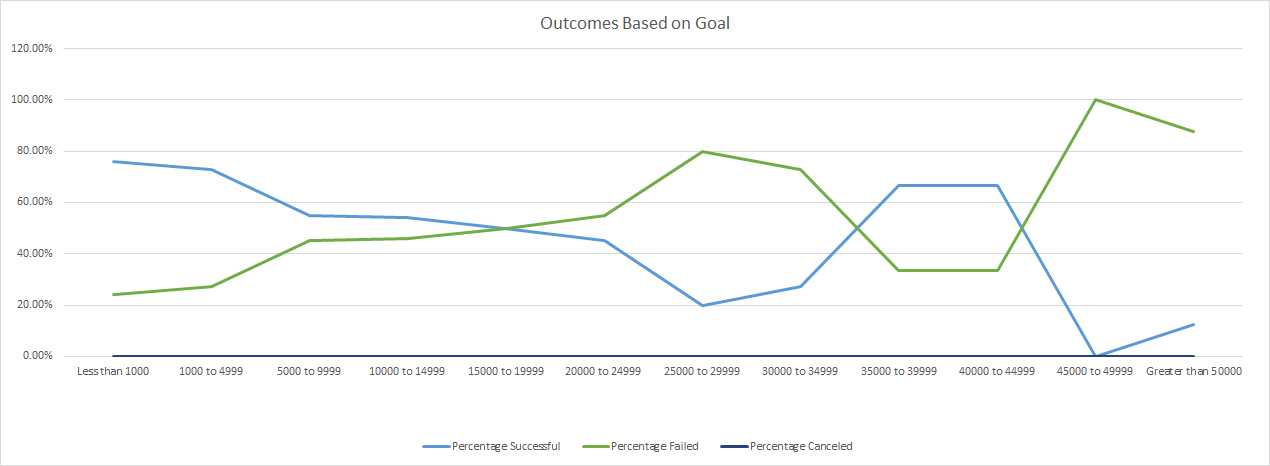 Outcomes Based on Goal
120.00%
100.00%
80.00%
60.00%
40.00%
20.00%
0.00%
Less than 1000 1000 to 4999 5000 to 9999 10000 to 14999 15000 to 19999 20000 to 24999 25000 to 29999 30000 to 34999 35000 to 39999 40000 to 44999 45000 to 49999 Greater than 50000
Percentage Successful Percentage Failed Percentage Canceled